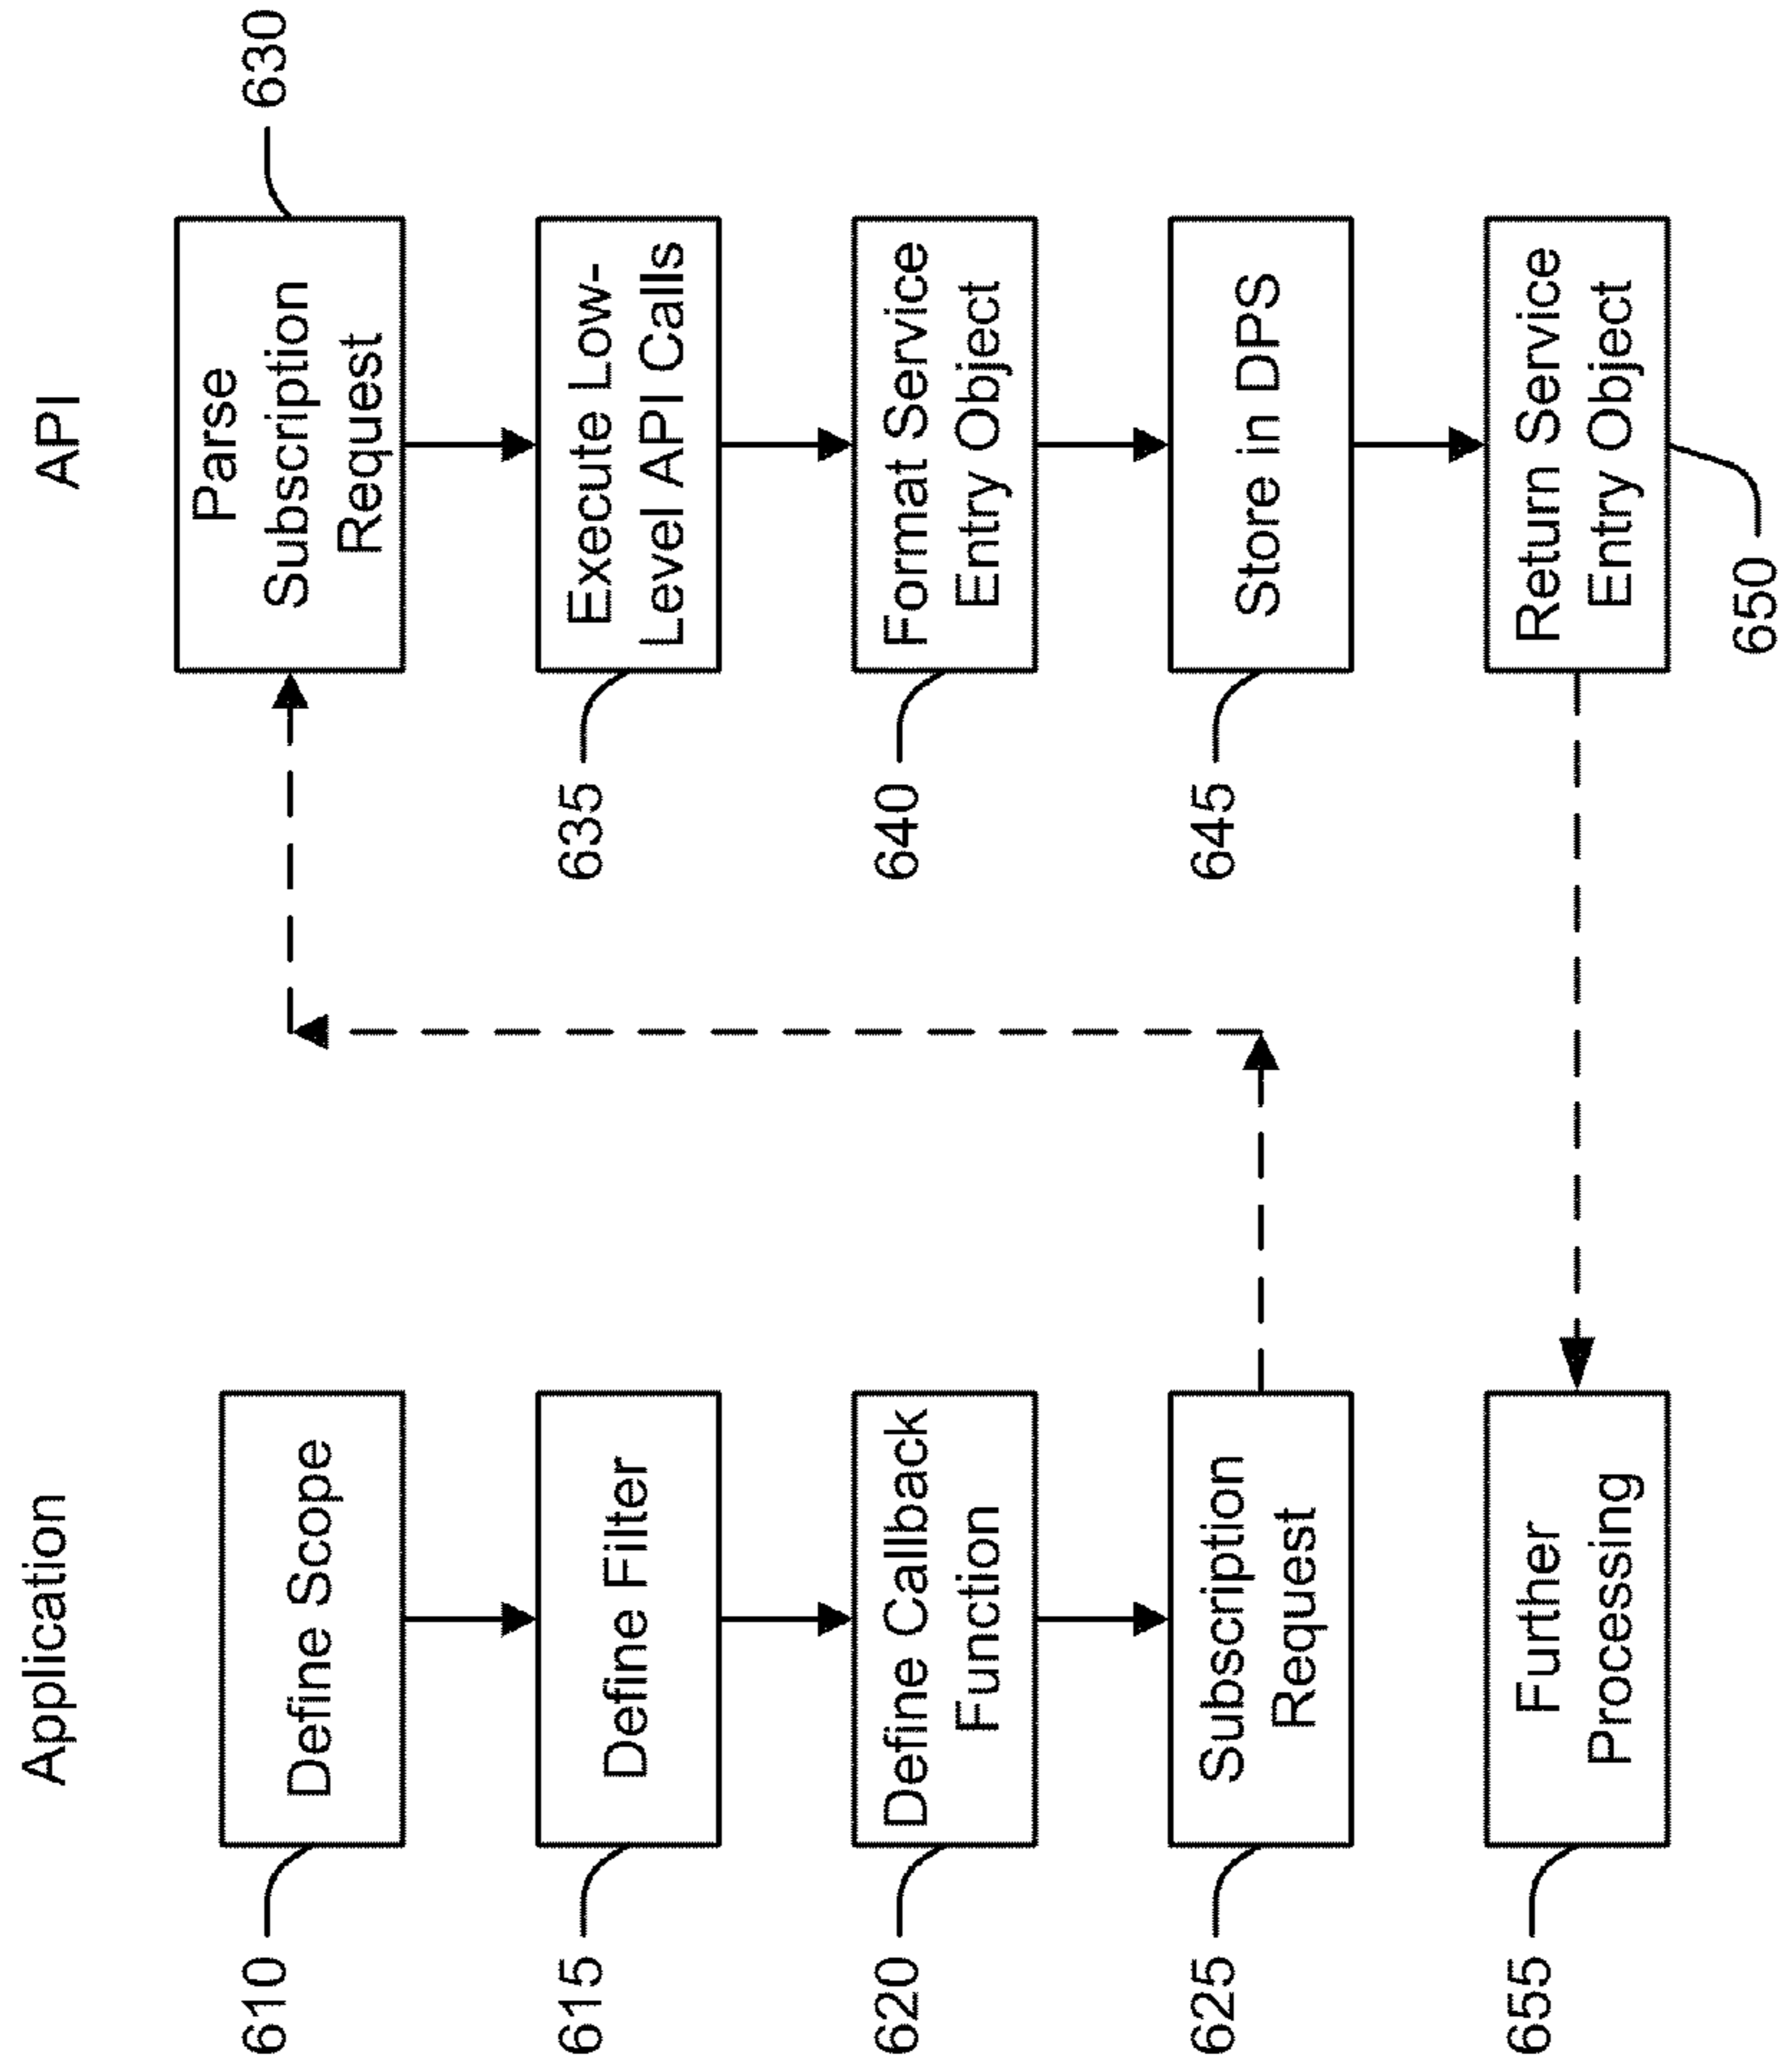 Application
API
610
Define Scope
615
Define Filter
620
Define Callback
Function
625
Subscription
Request
655
Further
Processing
630
Parse
Subscription
Request
635
Execute Low-
Level API Calls
640
Format Service
Entry Object
645
Store in DPS
650
Return Service
Entry Object